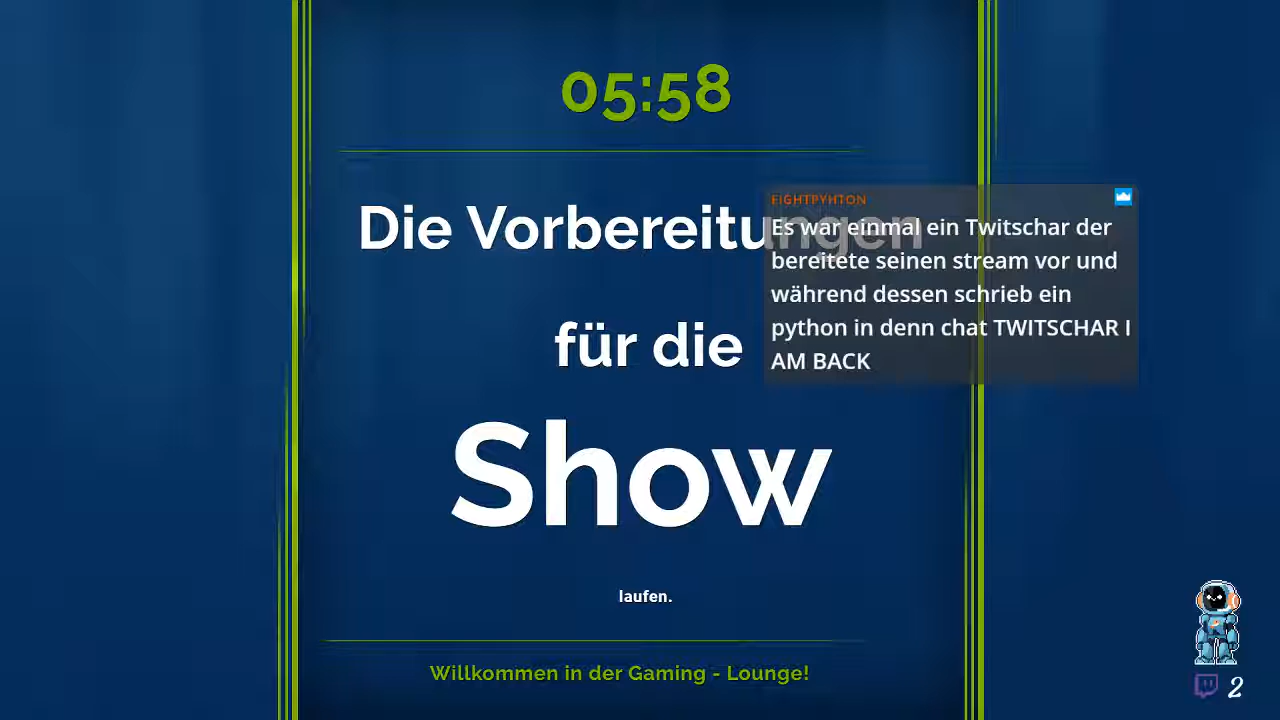 05:58
Die Vorbereitungen
für die
Show
laufen.
Willkommen in der Gaming - Lounge!
EIGHTPYHTON
Es war einmal ein Twitschar der
bereitete seinen stream vor und
während dessen schrieb ein
python in denn chat TWITSCHAR I
AM BACK
2